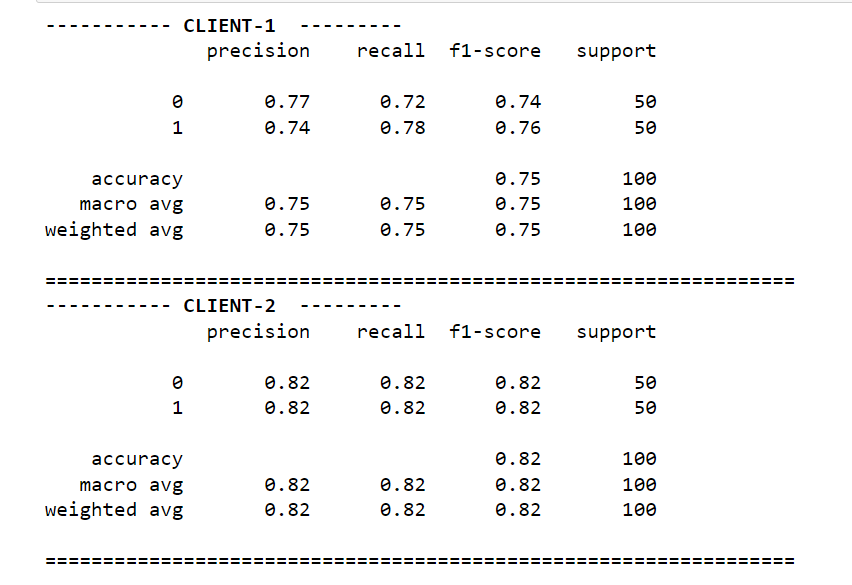 ----------- CLIENT-1  ---------
              precision    recall  f1-score   support

           0       0.77      0.72      0.74        50
           1       0.74      0.78      0.76        50

    accuracy                           0.75       100
   macro avg       0.75      0.75      0.75       100
weighted avg       0.75      0.75      0.75       100

=================================================================
----------- CLIENT-2  ---------
              precision    recall  f1-score   support

           0       0.82      0.82      0.82        50
           1       0.82      0.82      0.82        50

    accuracy                           0.82       100
   macro avg       0.82      0.82      0.82       100
weighted avg       0.82      0.82      0.82       100

=================================================================